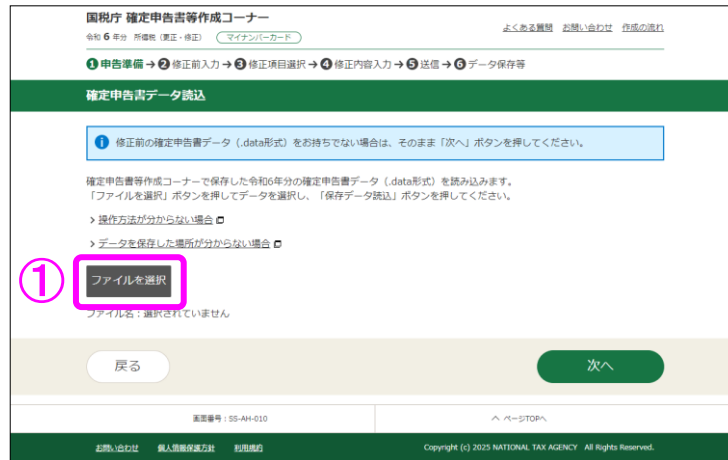 国税庁 確定申告書等作成コーナー
よくある質問 お問い合わせ 作成の流れ
令和 6 年分 所得税（更正・修正） マイナンバーカード
❶ 申告準備 → ❷ 修正前入力 → ❸ 修正項目選択 → ❹ 修正内容入力 → ❺ 送信 → ❻ データ保存等
確定申告書データ読込
修正前の確定申告書データ（.data形式）をお持ちでない場合は、そのまま「次へ」ボタンを押してください。
確定申告書等作成コーナーで保存した令和6年分の確定申告書データ（.data形式）を読み込みます。
「ファイルを選択」ボタンを押してデータを選択し、「保存データ読込」ボタンを押してください。
操作方法が分からない場合
データを保存した場所が分からない場合
① ファイルを選択
ファイル名：選択されていません
戻る 次へ
画面番号：SS-AH-010 ページTOPへ
お問い合わせ 個人情報保護方針 利用規約 Copyright (c) 2025 NATIONAL TAX AGENCY All Rights Reserved.